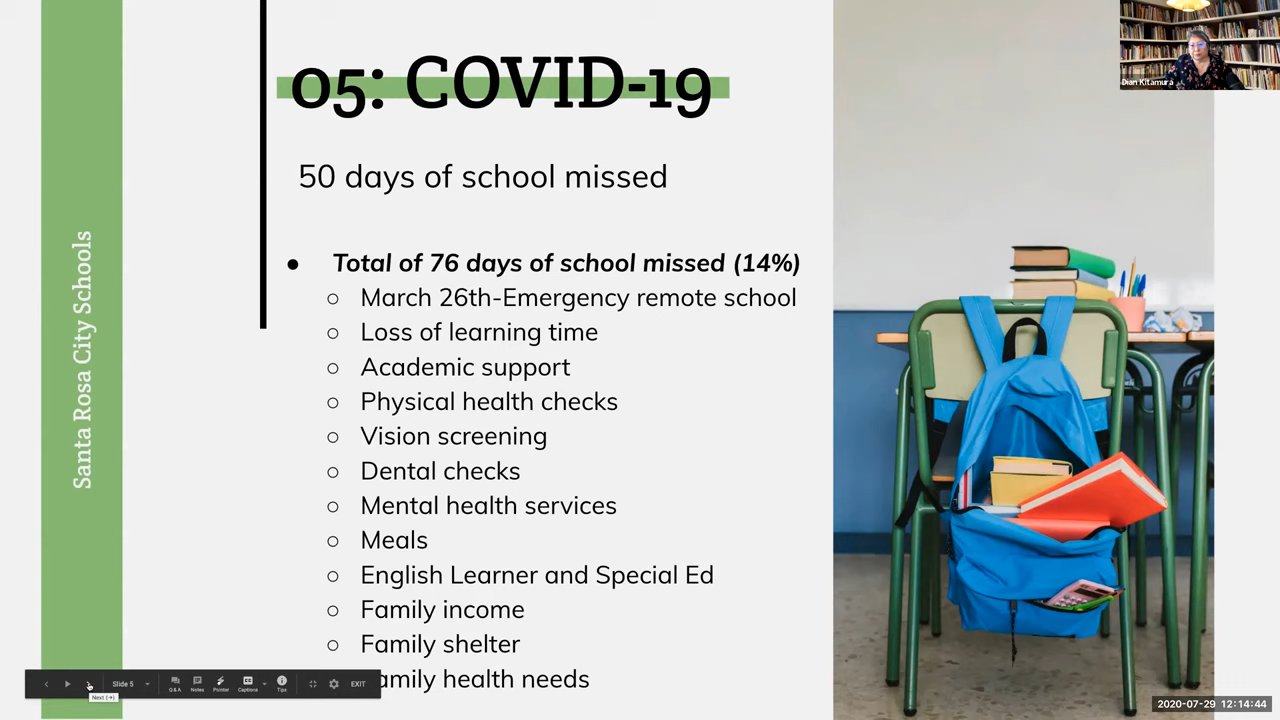 05: COVID-19
50 days of school missed
● Total of 76 days of school missed (14%)
○ March 26th-Emergency remote school
○ Loss of learning time
○ Academic support
○ Physical health checks
○ Vision screening
○ Dental checks
○ Mental health services
○ Meals
○ English Learner and Special Ed
○ Family income
○ Family shelter
amily health needs
Santa Rosa City Schools
Dian Kitamura
Slide 5
Q & A
Notes
Pointer
Captions
Tips
EXIT
Next (→)
2020-07-29 12:14:44